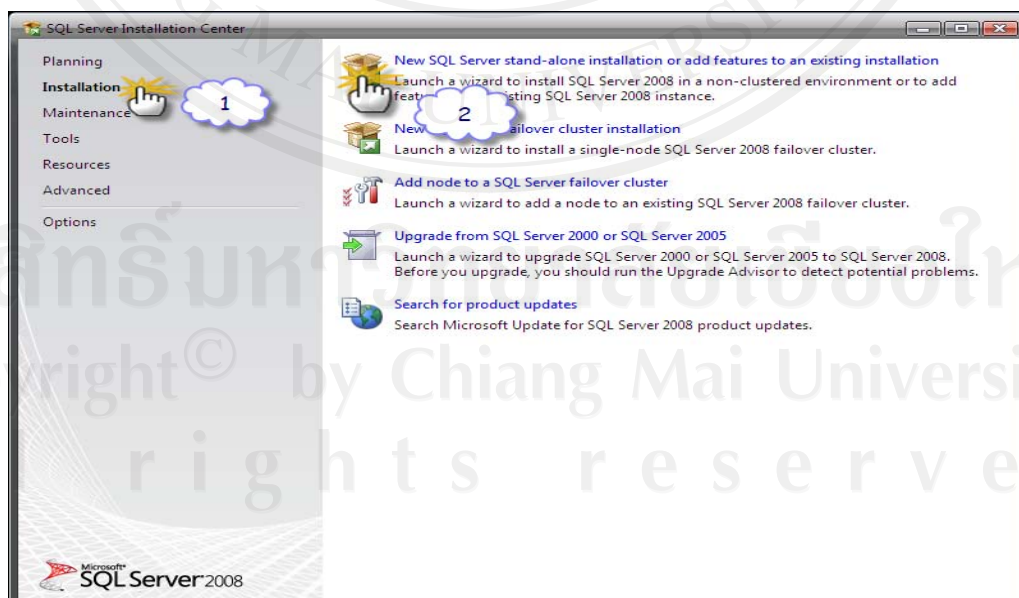 SQL Server Installation Center
Planning
Installation
Maintenance
Tools
Resources
Advanced
Options
1
2
New SQL Server stand-alone installation or add features to an existing installation
Launch a wizard to install SQL Server 2008 in a non-clustered environment or to add
existing SQL Server 2008 instance.
New failover cluster installation
Launch a wizard to install a single-node SQL Server 2008 failover cluster.
Add node to a SQL Server failover cluster
Launch a wizard to add a node to an existing SQL Server 2008 failover cluster.
Upgrade from SQL Server 2000 or SQL Server 2005
Launch a wizard to upgrade SQL Server 2000 or SQL Server 2005 to SQL Server 2008.
Before you upgrade, you should run the Upgrade Advisor to detect potential problems.
Search for product updates
Search Microsoft Update for SQL Server 2008 product updates.
Microsoft
SQL Server 2008
© by Chiang Mai
rights